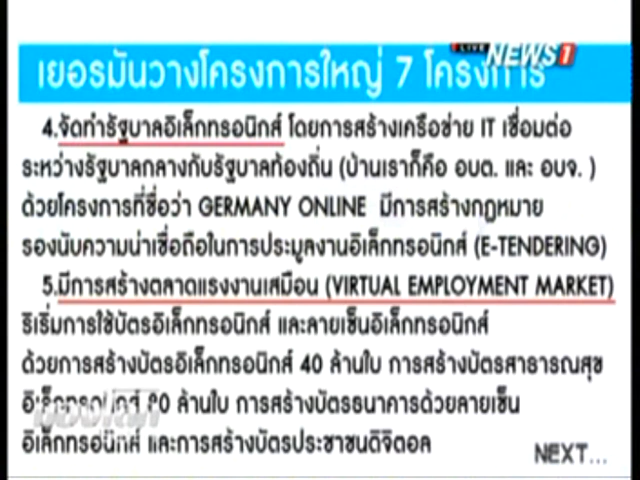 LIVE NEWS1
เยอรมันวางโครงการใหญ่ 7 โครงการ
4.จัดทำรัฐบาลอิเล็กทรอนิกส์ โดยการสร้างเครือข่าย IT เชื่อมต่อ
ระหว่างรัฐบาลกลางกับรัฐบาลท้องถิ่น (บ้านเราก็คือ อบต. และ อบจ. )
ด้วยโครงการที่ชื่อว่า GERMANY ONLINE มีการสร้างกฎหมาย
รองนับความน่าเชื่อถือในการประมูลงานอิเล็กทรอนิกส์ (E-TENDERING)
5.มีการสร้างตลาดแรงงานเสมือน (VIRTUAL EMPLOYMENT MARKET)
ริเริ่มการใช้บัตรอิเล็กทรอนิกส์ และลายเซ็นอิเล็กทรอนิกส์
ด้วยการสร้างบัตรอิเล็กทรอนิกส์ 40 ล้านใบ การสร้างบัตรสาธารณสุข
อิเล็กทรอนิกส์ 80 ล้านใบ การสร้างบัตรธนาคารด้วยลายเซ็น
อิเล็กทรอนิกส์ และการสร้างบัตรประชาชนดิจิตอล
NEXT...